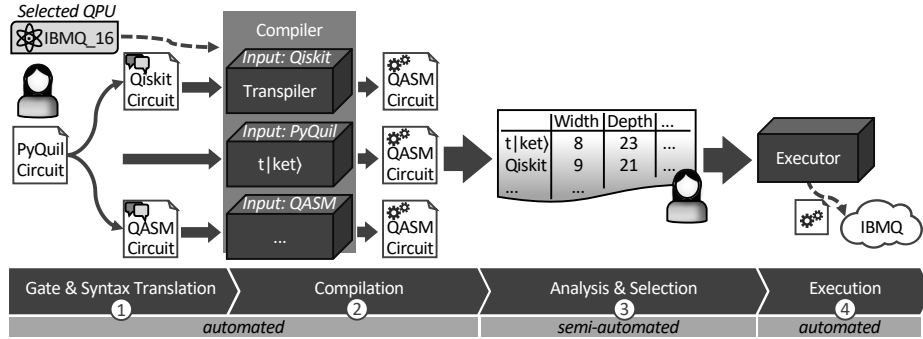 Selected QPU
IBMQ_16
Compiler
Input: Qiskit
Transpiler
Qiskit
Circuit
QASM
Circuit
PyQuil
Circuit
Input: PyQuil
t|ket⟩
QASM
Circuit
QASM
Circuit
Input: QASM
...
QASM
Circuit
Width Depth ...
t|ket⟩ 8 23 ...
Qiskit 9 21 ...
... ...
Executor
IBMQ
Gate & Syntax Translation
1
Compilation
2
Analysis & Selection
3
Execution
4
automated
semi-automated
automated